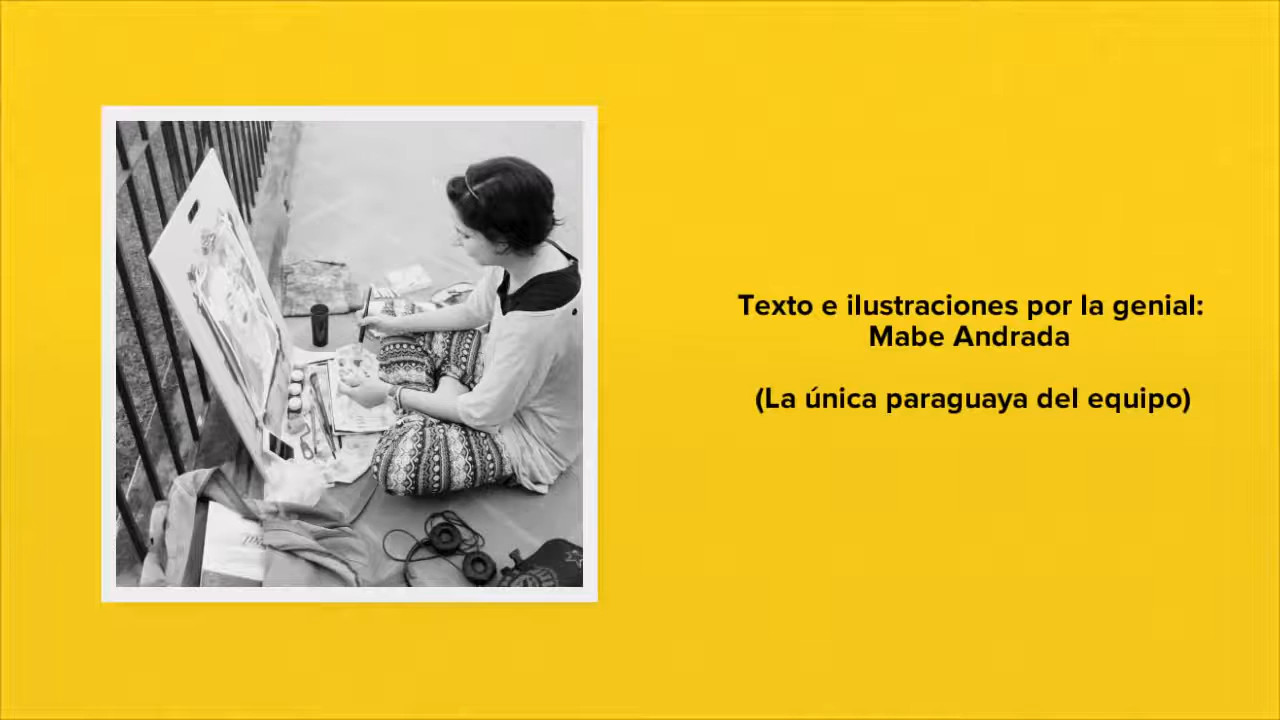 Texto e ilustraciones por la genial:
Mabe Andrada
(La única paraguaya del equipo)